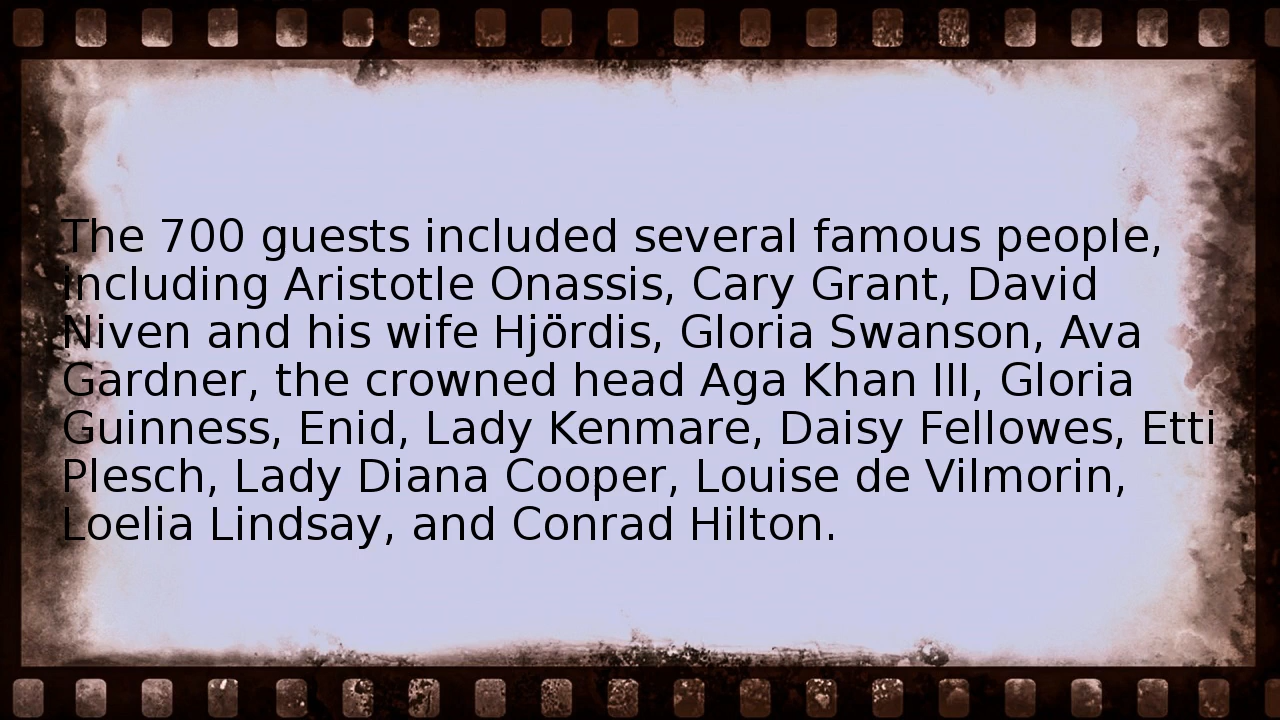 The 700 guests included several famous people,
including Aristotle Onassis, Cary Grant, David
Niven and his wife Hjördis, Gloria Swanson, Ava
Gardner, the crowned head Aga Khan III, Gloria
Guinness, Enid, Lady Kenmare, Daisy Fellowes, Etti
Plesch, Lady Diana Cooper, Louise de Vilmorin,
Loelia Lindsay, and Conrad Hilton.